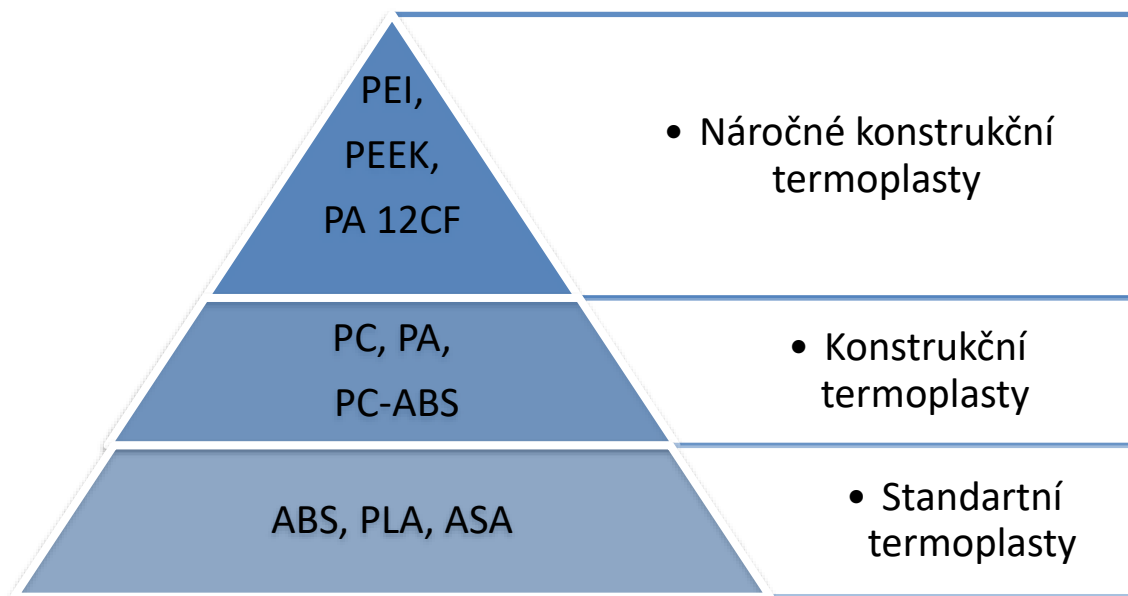 PEI,
PEEK,
PA 12CF
• Náročné konstrukční
termoplasty
PC, PA,
PC-ABS
• Konstrukční
termoplasty
ABS, PLA, ASA
• Standartní
termoplasty